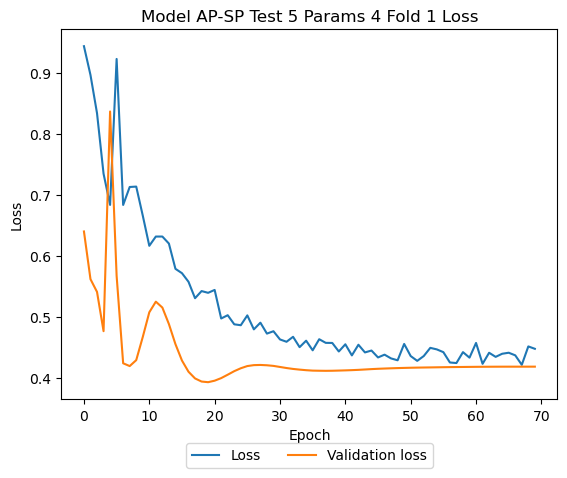 Model AP-SP Test 5 Params 4 Fold 1 Loss
Loss
0.9
0.8
0.7
0.6
0.5
0.4
0 10 20 30 40 50 60 70
Epoch
Loss Validation loss